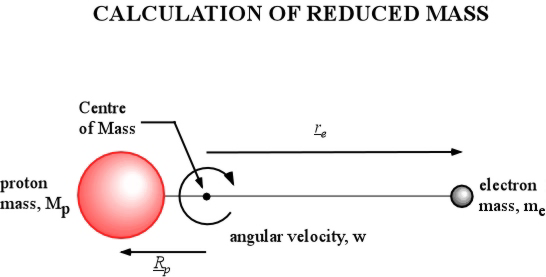 CALCULATION OF REDUCED MASS
Centre
of Mass
r_e
proton
mass, M_p
electron
mass, m_e
angular velocity, w
R_p